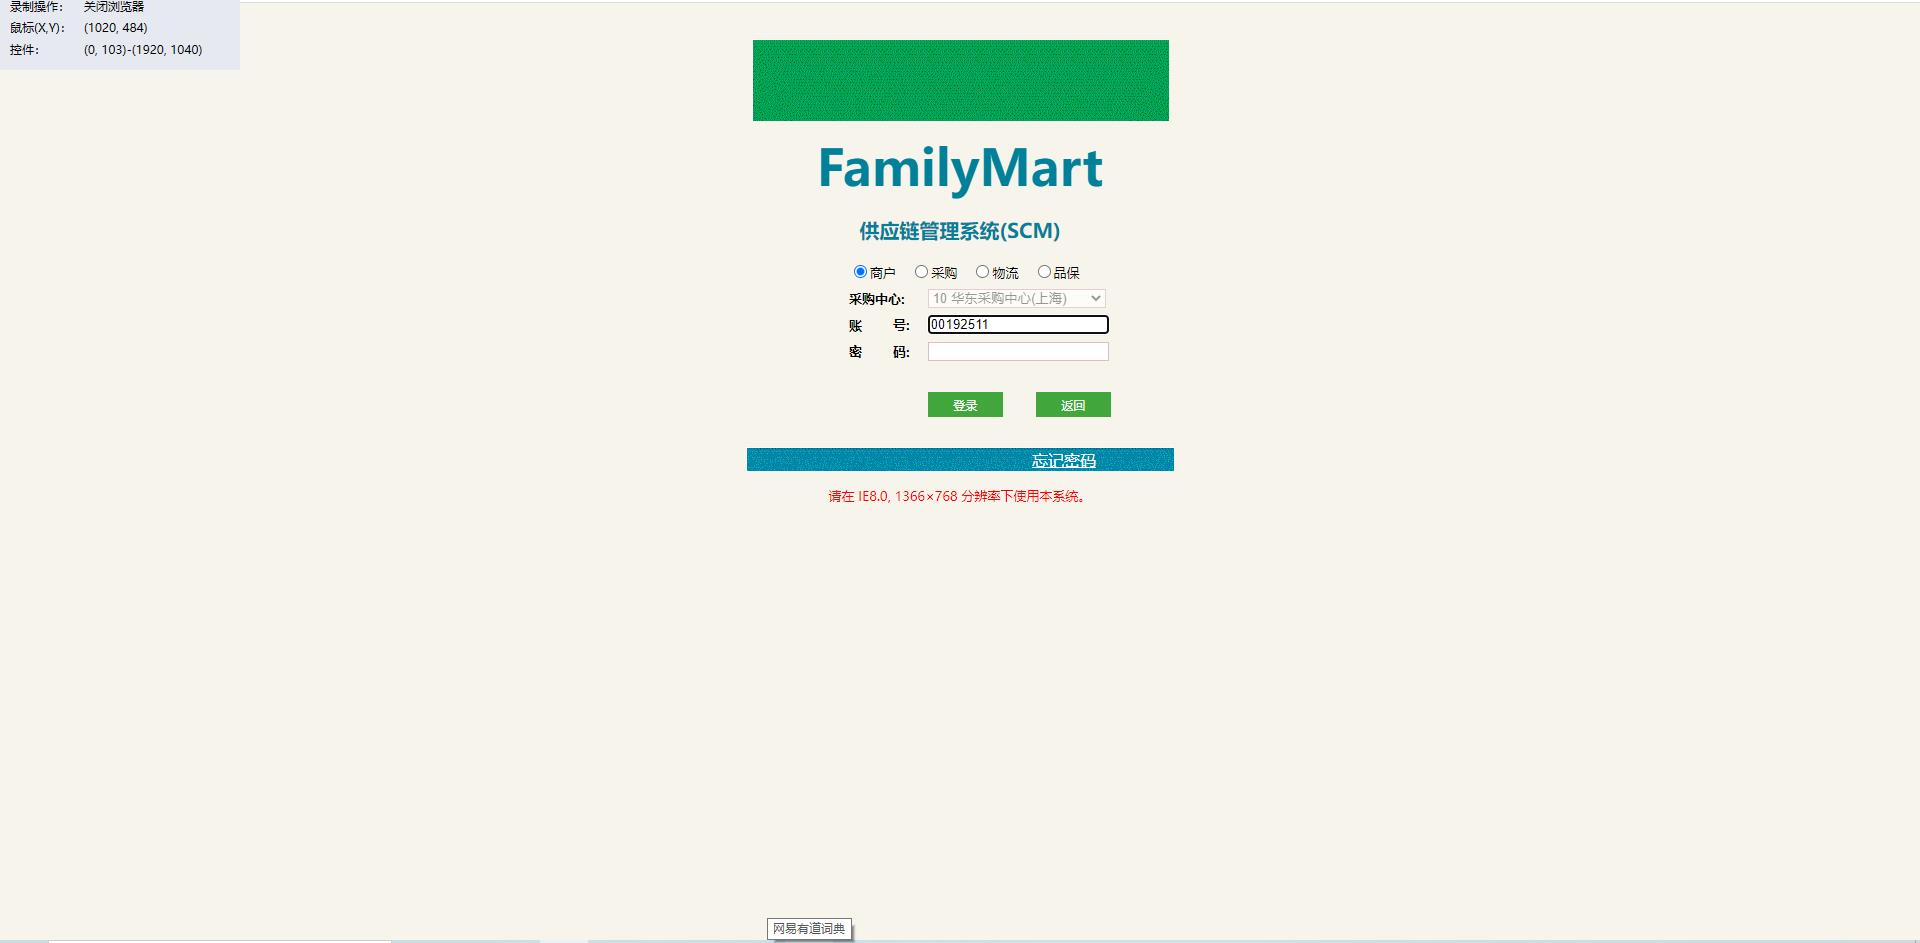 录制操作: 关闭浏览器
鼠标(X,Y): (1020, 484)
控件: (0, 103)-(1920, 1040)
FamilyMart
供应链管理系统(SCM)
商户 采购 物流 品保
采购中心: 10 华东采购中心(上海)
账 号: 00192511
密 码:
登录 返回
忘记密码
请在 IE8.0, 1366×768 分辨率下使用本系统。
网易有道词典